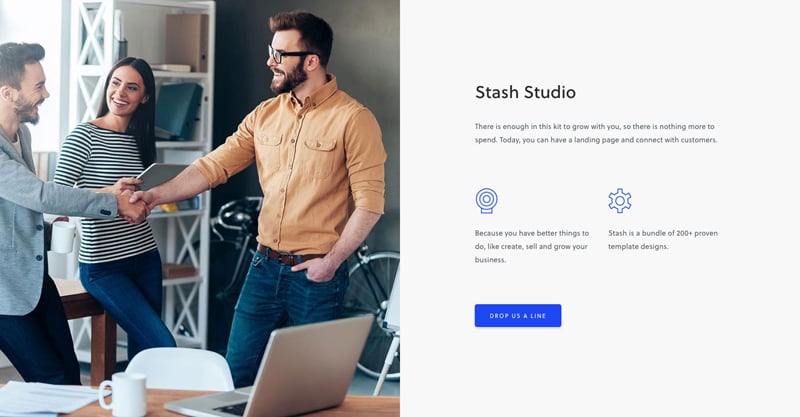 Stash Studio
There is enough in this kit to grow with you, so there is nothing more to
spend. Today, you can have a landing page and connect with customers.
Because you have better things to
do, like create, sell and grow your
business.
Stash is a bundle of 200+ proven
template designs.
DROP US A LINE